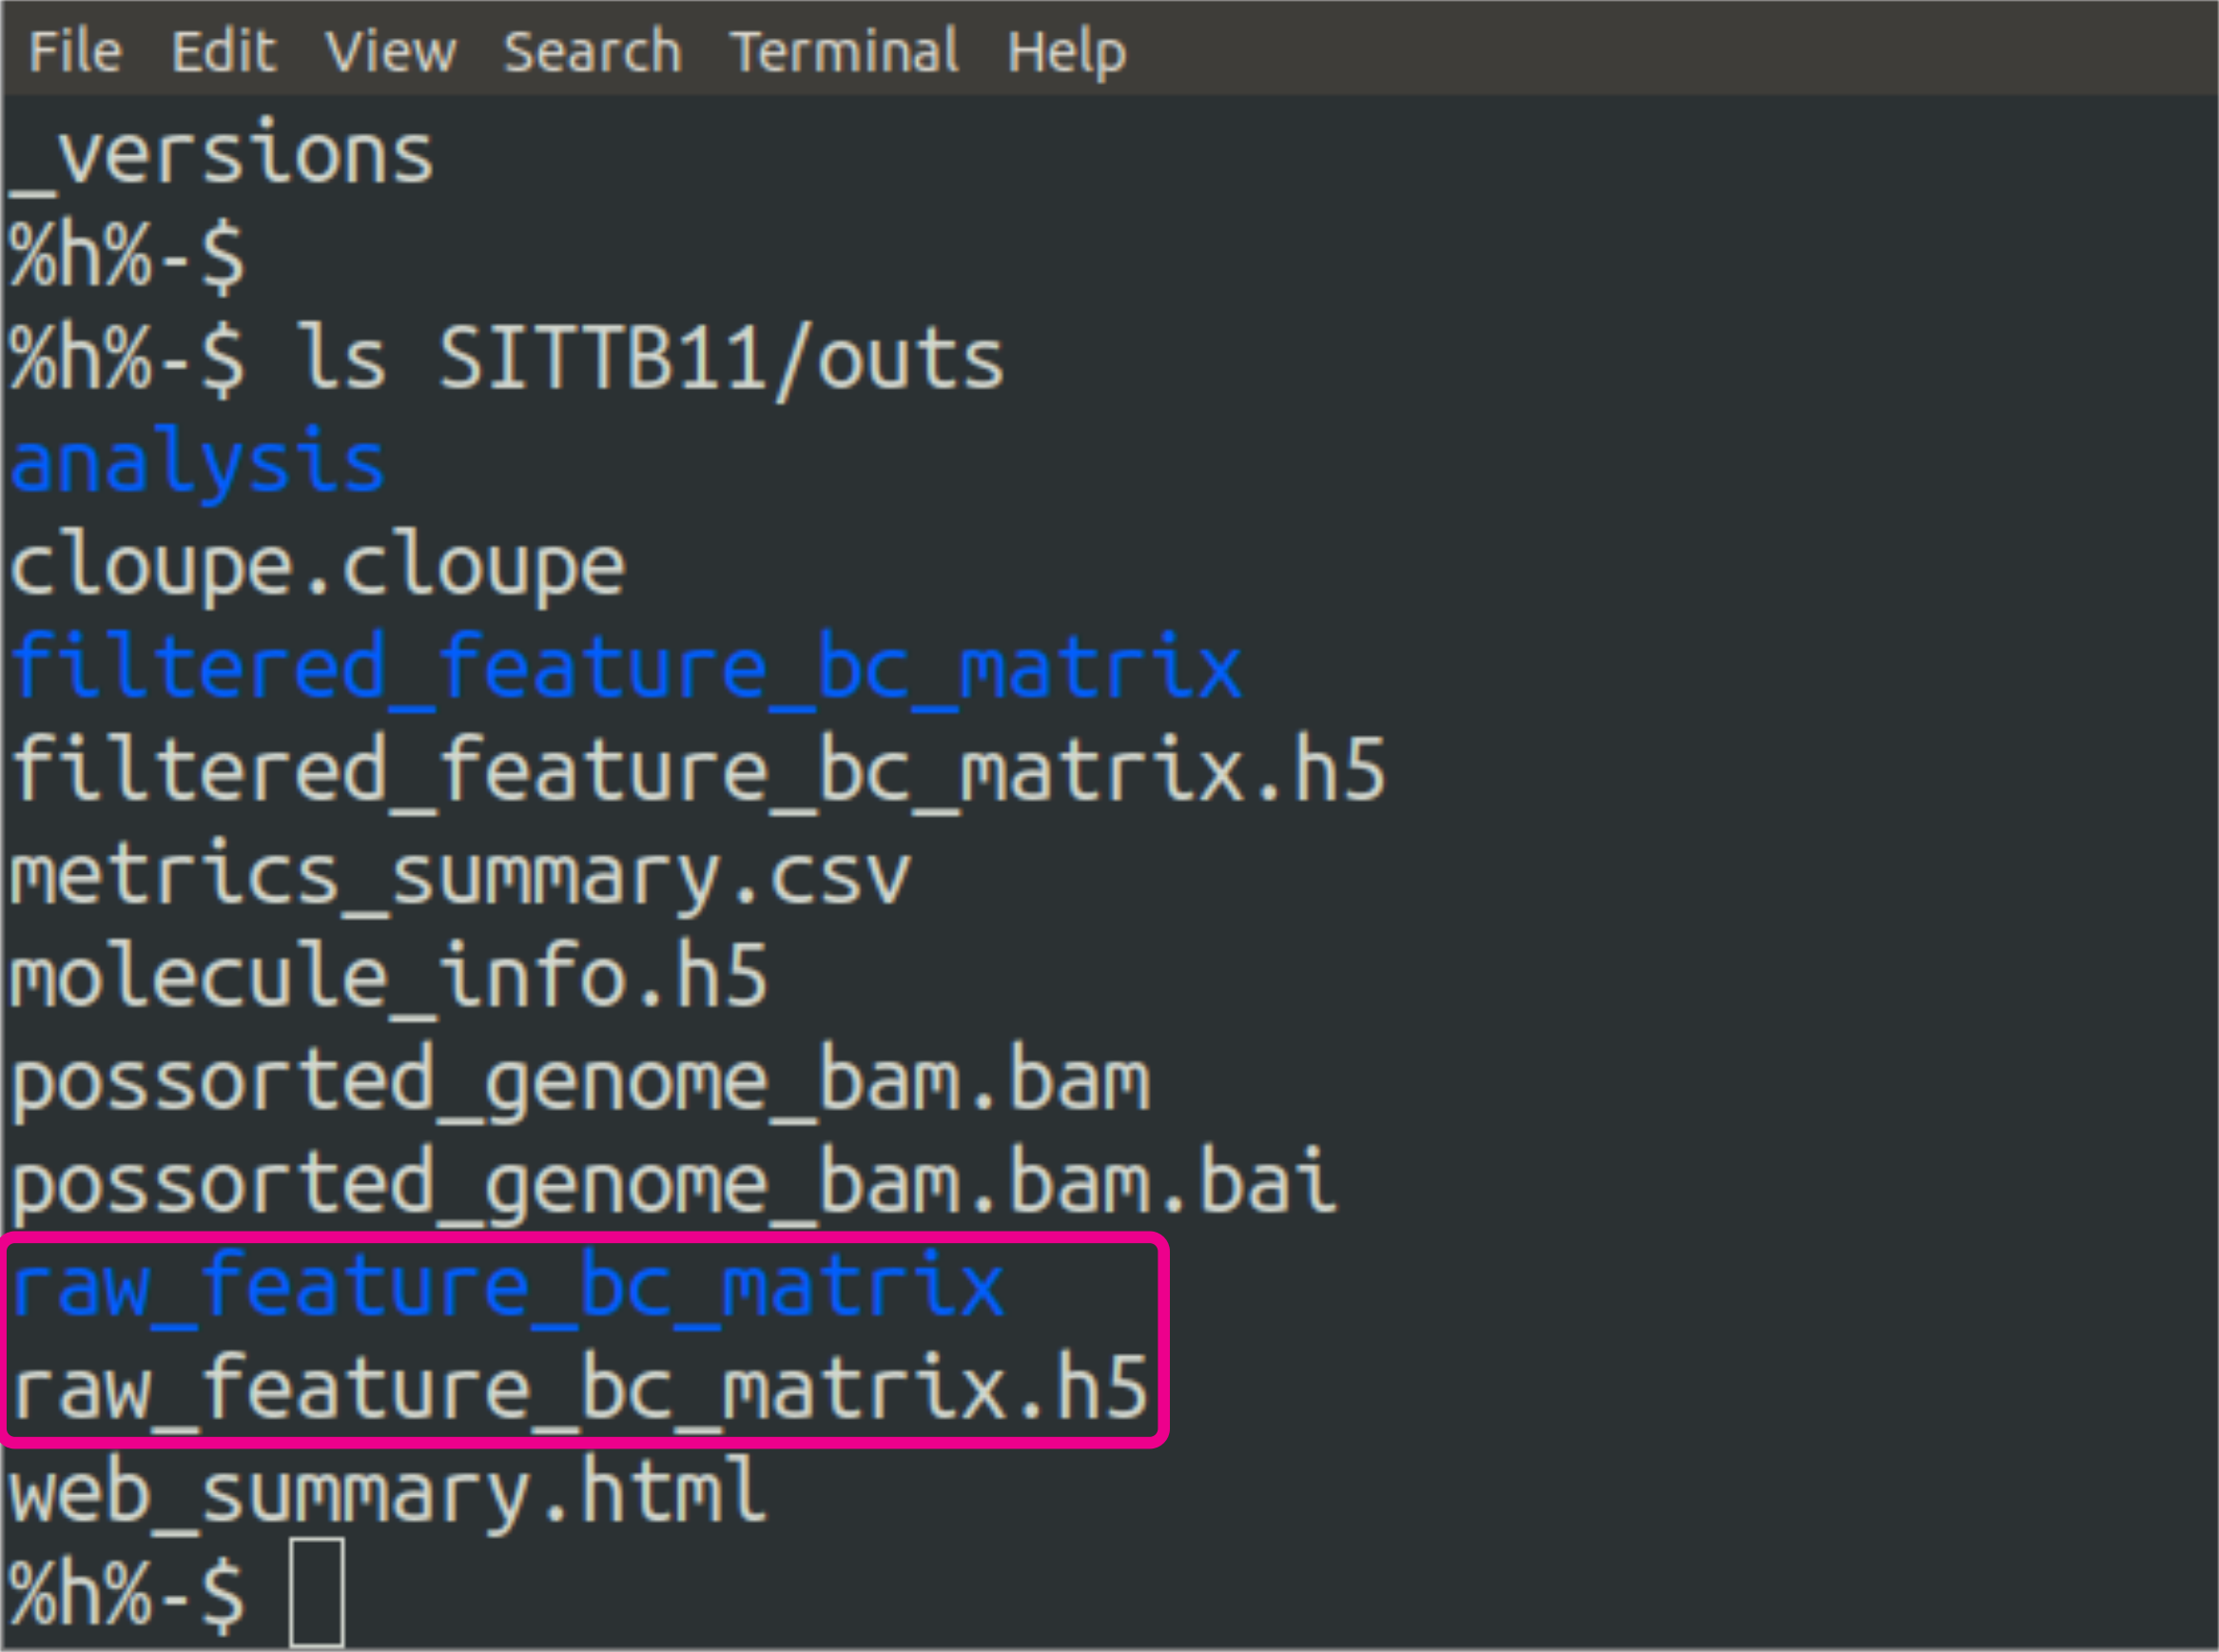 File Edit View Search Terminal Help
_versions
%h%-$
%h%-$ ls SITTB11/outs
analysis
cloupe.cloupe
filtered_feature_bc_matrix
filtered_feature_bc_matrix.h5
metrics_summary.csv
molecule_info.h5
possorted_genome_bam.bam
possorted_genome_bam.bam.bai
raw_feature_bc_matrix
raw_feature_bc_matrix.h5
web_summary.html
%h%-$